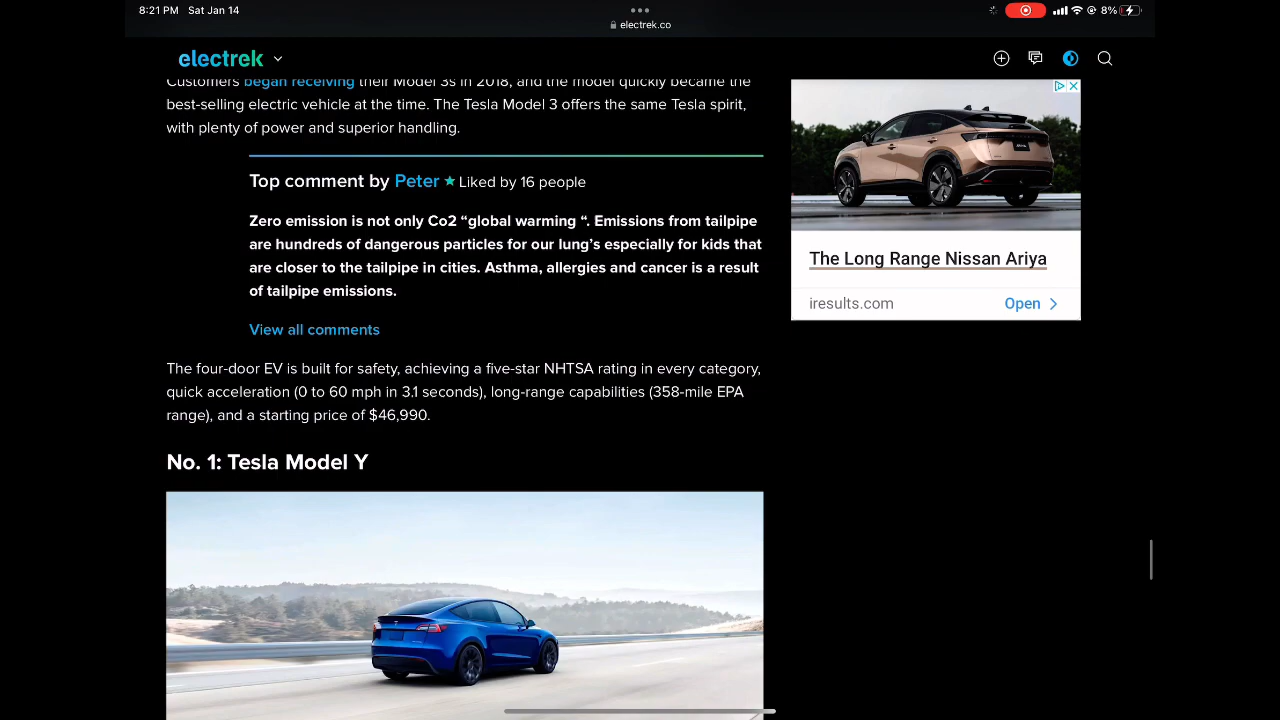 8:21 PM Sat Jan 14
8%
electrek.co
electrek
Customers began receiving their Model 3s in 2018, and the model quickly became the
best-selling electric vehicle at the time. The Tesla Model 3 offers the same Tesla spirit,
with plenty of power and superior handling.
Top comment by Peter Liked by 16 people
Zero emission is not only Co2 “global warming “. Emissions from tailpipe
are hundreds of dangerous particles for our lung’s especially for kids that
are closer to the tailpipe in cities. Asthma, allergies and cancer is a result
of tailpipe emissions.
View all comments
The four-door EV is built for safety, achieving a five-star NHTSA rating in every category,
quick acceleration (0 to 60 mph in 3.1 seconds), long-range capabilities (358-mile EPA
range), and a starting price of $46,990.
No. 1: Tesla Model Y
The Long Range Nissan Ariya
iresults.com
Open